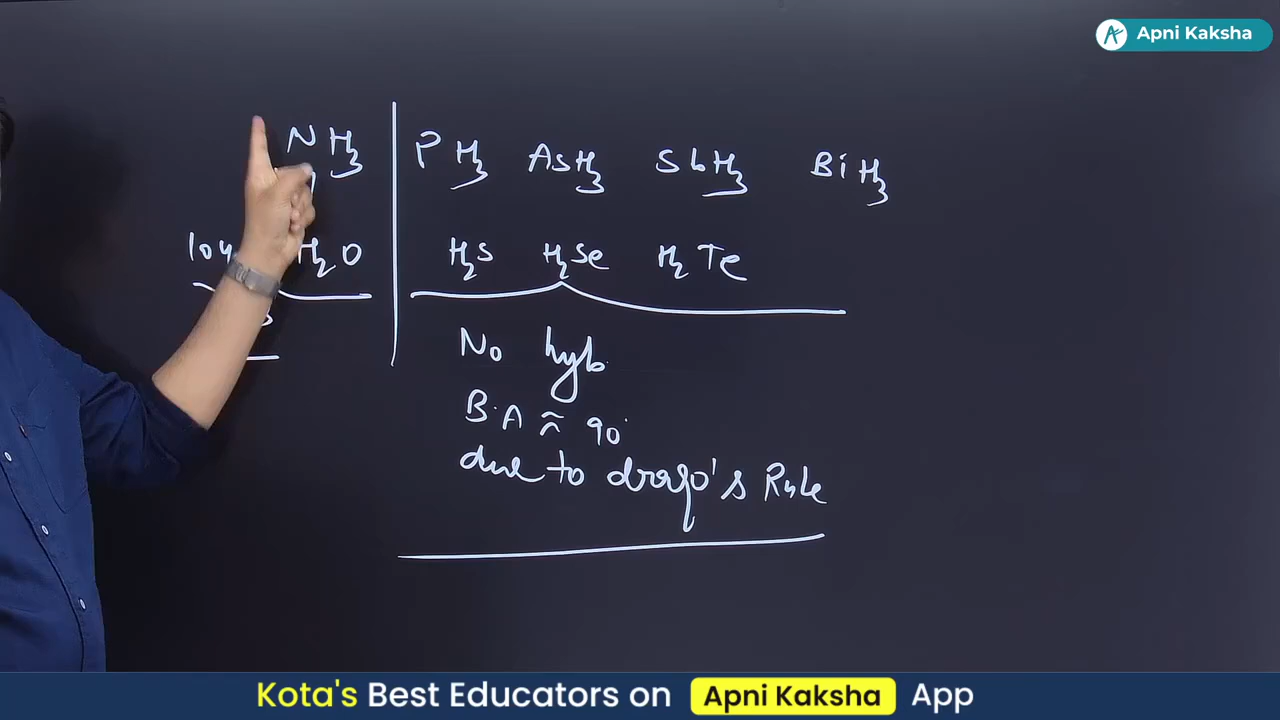 Apni Kaksha
NH3 PH3 AsH3 SbH3 BiH3
104 H2O H2S H2Se H2Te
No hyb.
B.A ≈ 90°
due to drago's Rule
Kota's Best Educators on Apni Kaksha App